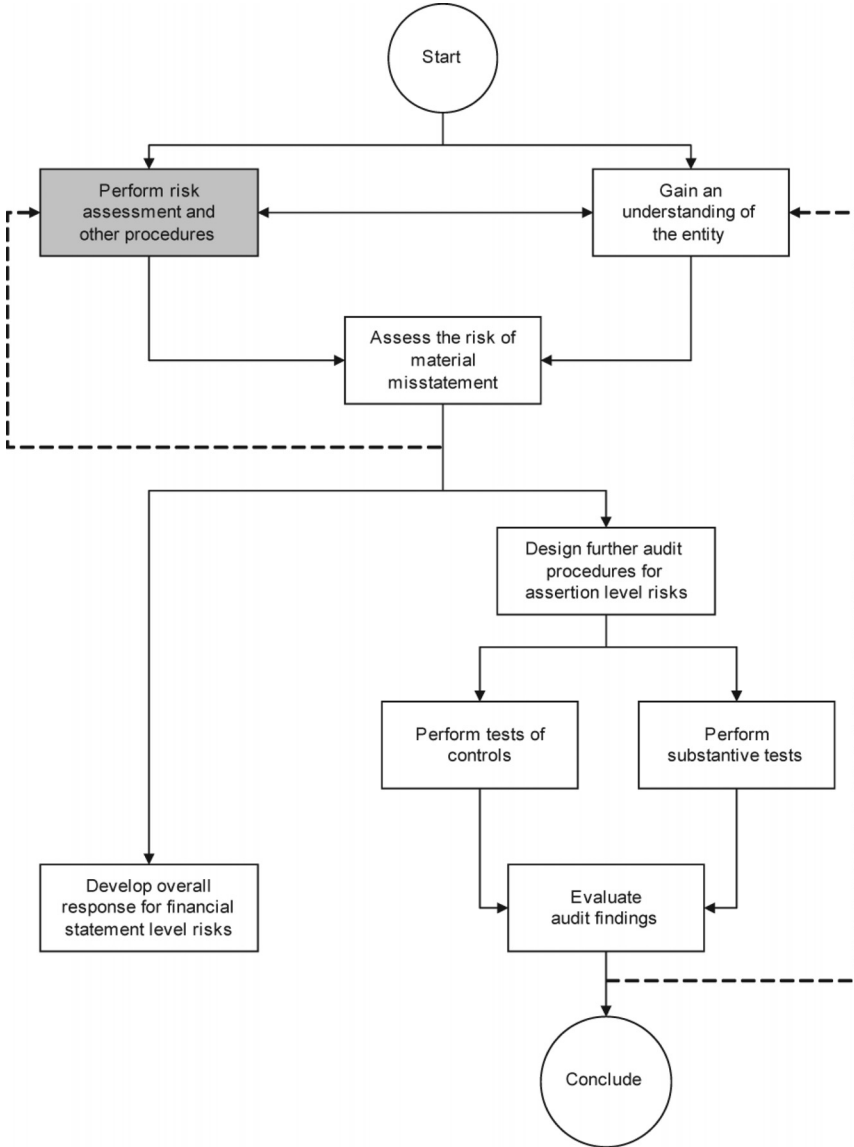 Start
Perform risk
assessment and
other procedures
Gain an
understanding of
the entity
Assess the risk of
material
misstatement
Design further audit
procedures for
assertion level risks
Perform tests of
controls
Perform
substantive tests
Develop overall
response for financial
statement level risks
Evaluate
audit findings
Conclude